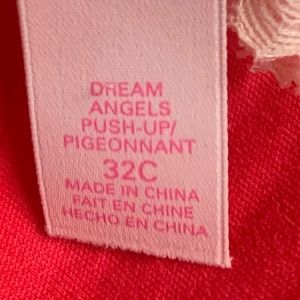 DREAM
ANGELS
PUSH-UP/
PIGEONNANT
32C
MADE IN CHINA
FAIT EN CHINE
HECHO EN CHINA